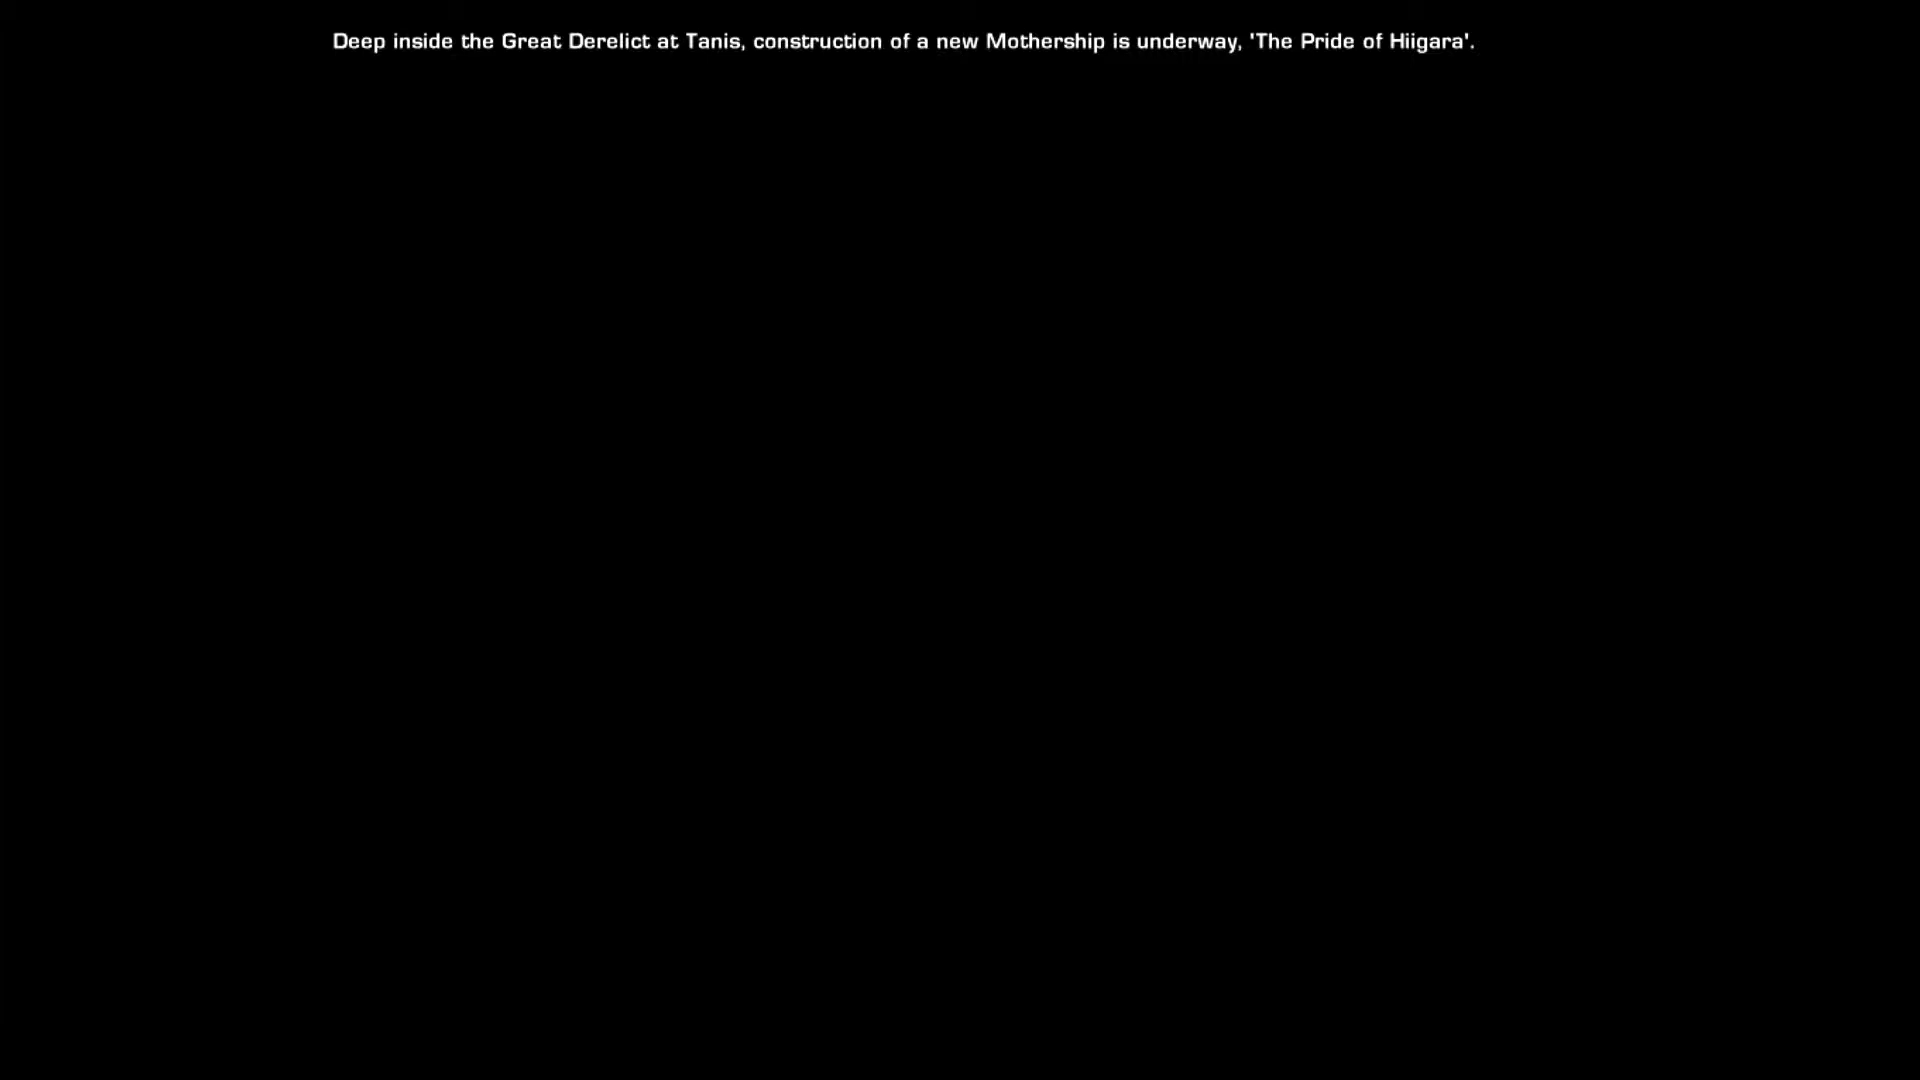 Deep inside the Great Derelict at Tanis, construction of a new Mothership is underway, 'The Pride of Hiigara'.